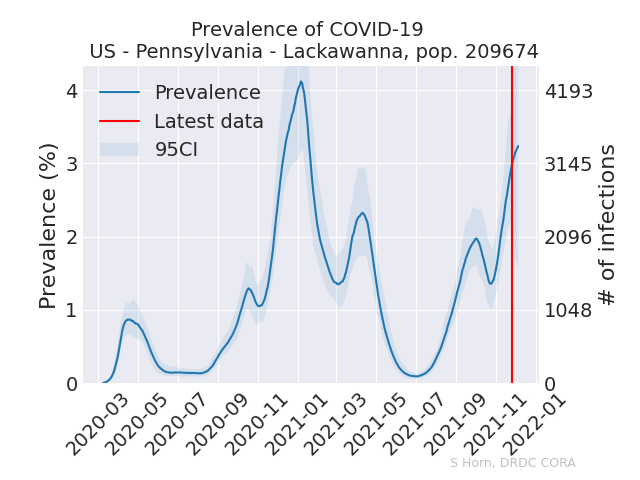 Prevalence of COVID-19
US - Pennsylvania - Lackawanna, pop. 209674
Prevalence
Latest data
95CI
Prevalence (%)
4
3
2
1
0
4193
3145
2096
1048
0
# of infections
2020-03
2020-05
2020-07
2020-09
2020-11
2021-01
2021-03
2021-05
2021-07
2021-09
2021-11
2022-01
S Horn, DRDC CORA